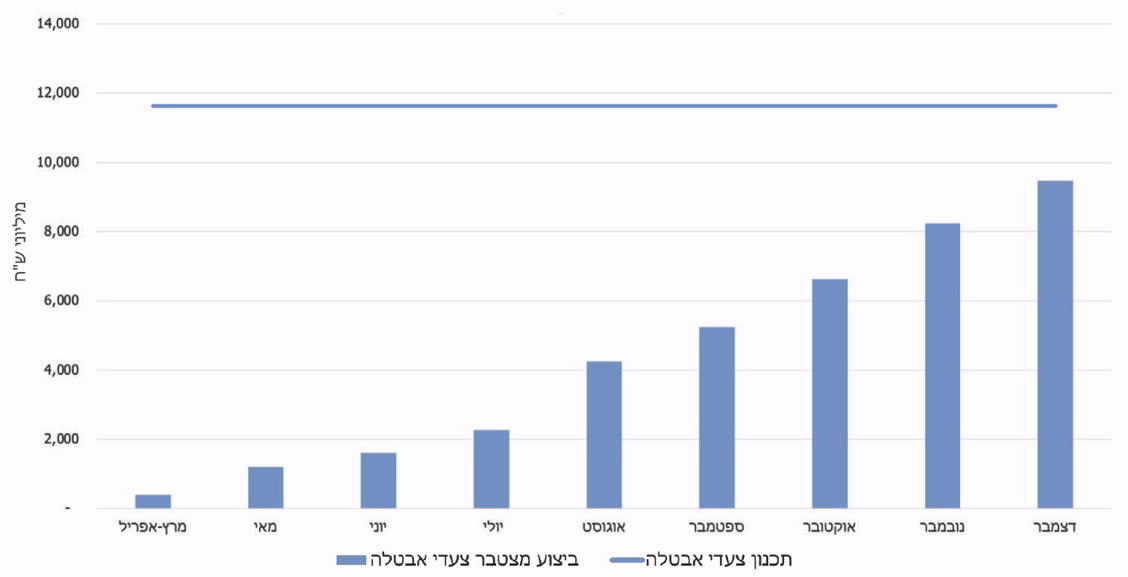 14,000
12,000
10,000
8,000
6,000
4,000
2,000
-
מיליוני ש"ח
מרץ-אפריל
מאי
יוני
יולי
אוגוסט
ספטמבר
אוקטובר
נובמבר
דצמבר
ביצוע מצטבר צעדי אבטלה
תכנון צעדי אבטלה